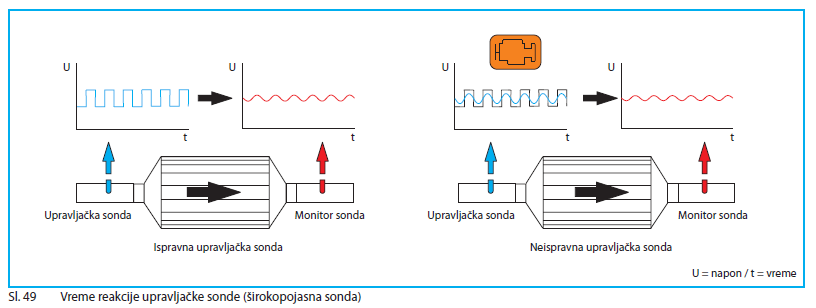 U
t
U
t
U
t
U
t
Upravljačka sonda
Monitor sonda
Upravljačka sonda
Monitor sonda
Ispravna upravljačka sonda
Neispravna upravljačka sonda
U = napon / t = vreme
Sl. 49 Vreme reakcije upravljačke sonde (širokopojasna sonda)